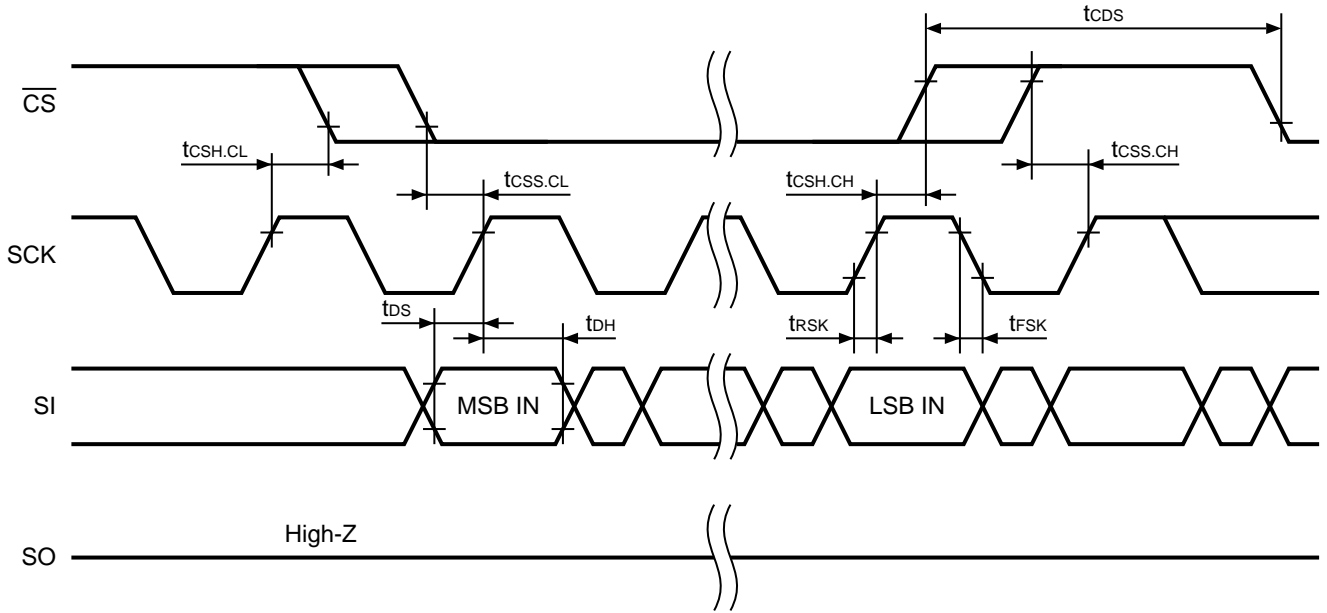 tCDS
CS
tCSH.CL
tCSS.CL
tCSH.CH
tCSS.CH
SCK
tDS
tDH
tRSK
tFSK
SI
MSB IN
LSB IN
High-Z
SO